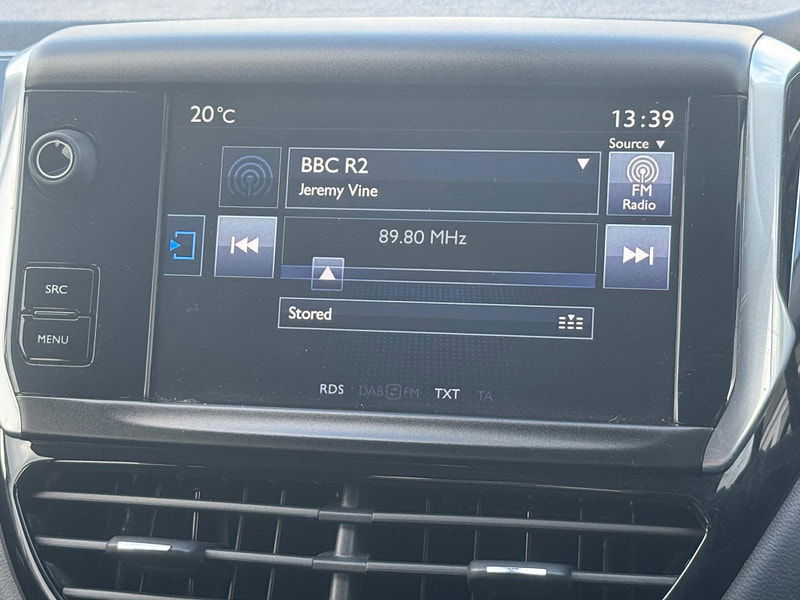 20°C
13:39
Source ▼
BBC R2
Jeremy Vine
FM
Radio
89.80 MHz
SRC
MENU
Stored
RDS DAB FM TXT TA